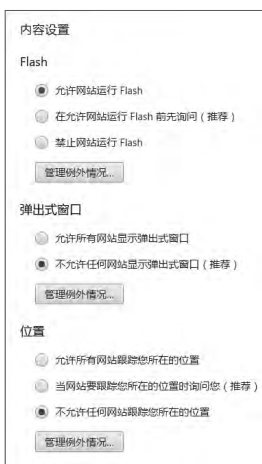 内容设置
Flash
允许网站运行 Flash
在允许网站运行 Flash 前先询问（推荐）
禁止网站运行 Flash
管理例外情况...
弹出式窗口
允许所有网站显示弹出式窗口
不允许任何网站显示弹出式窗口（推荐）
管理例外情况...
位置
允许所有网站跟踪您所在的位置
当网站要跟踪您所在的位置时询问您（推荐）
不允许任何网站跟踪您所在的位置
管理例外情况...